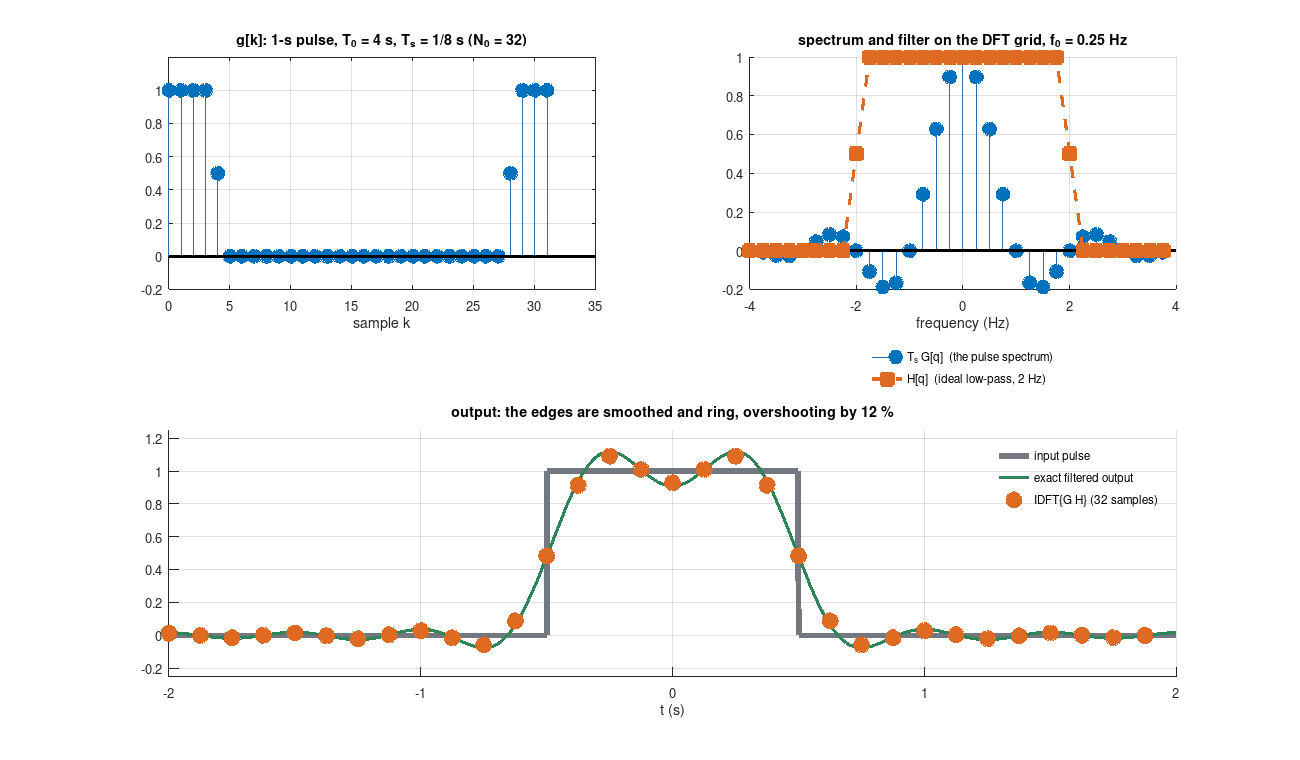 g[k]: 1-s pulse, T₀ = 4 s, Tₛ = 1/8 s (N₀ = 32)
1
0.8
0.6
0.4
0.2
0
-0.2
0 5 10 15 20 25 30 35
sample k
spectrum and filter on the DFT grid, f₀ = 0.25 Hz
1
0.8
0.6
0.4
0.2
0
-0.2
-4 -2 0 2 4
frequency (Hz)
Tₛ G[q] (the pulse spectrum)
H[q] (ideal low-pass, 2 Hz)
output: the edges are smoothed and ring, overshooting by 12 %
1.2
1
0.8
0.6
0.4
0.2
0
-0.2
-2 -1 0 1 2
t (s)
input pulse
exact filtered output
IDFT{G H} (32 samples)